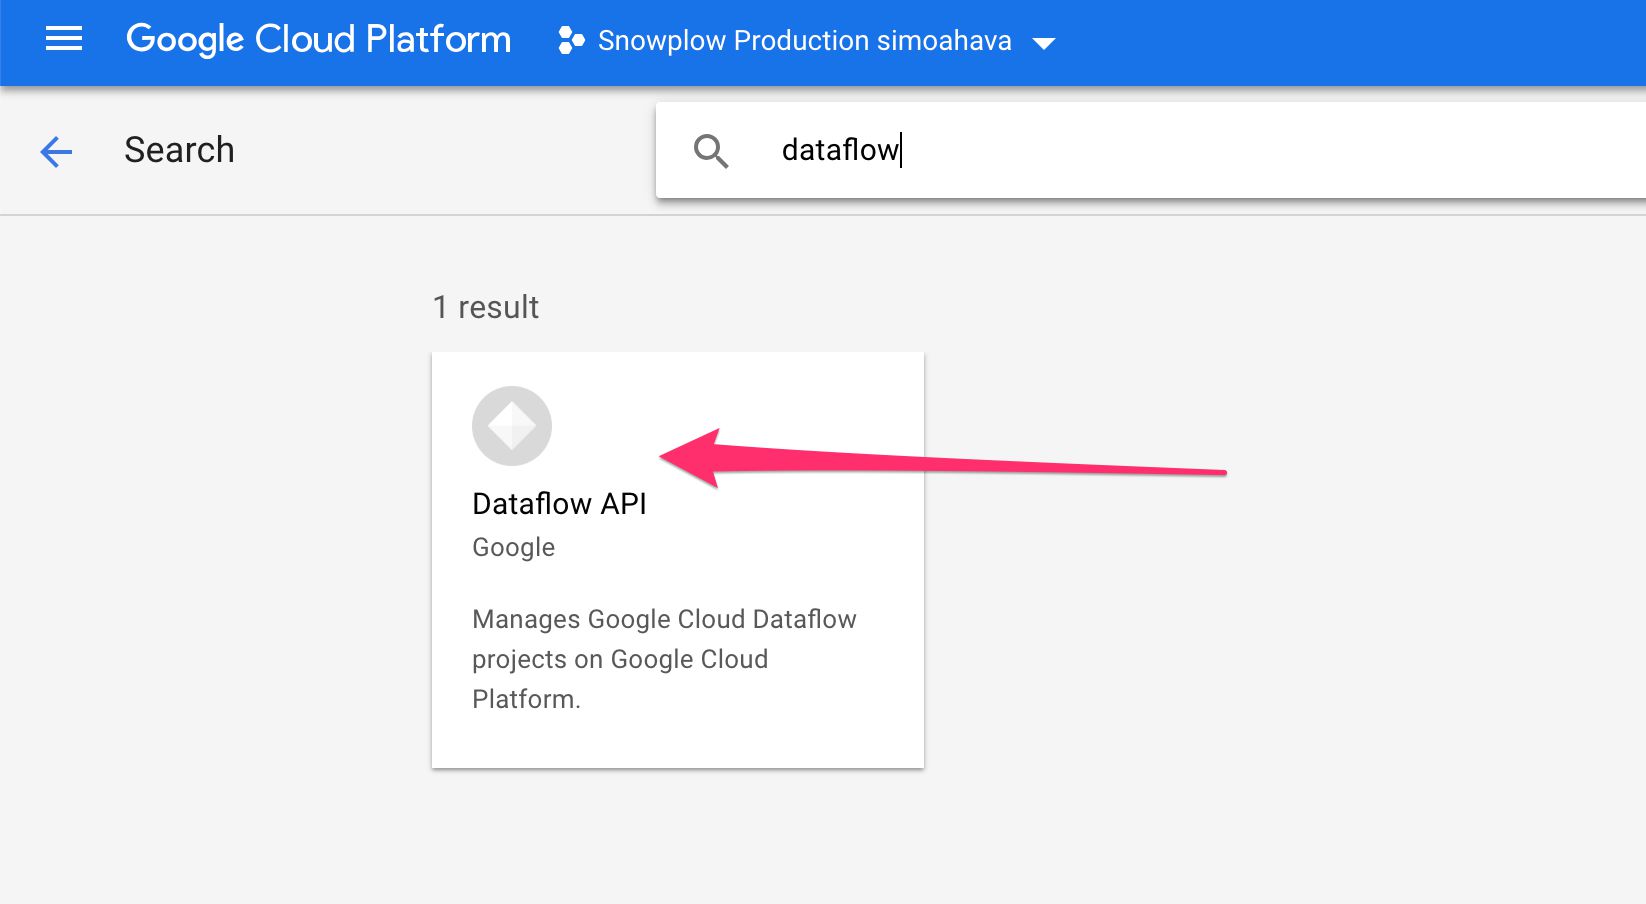 Google Cloud Platform
Snowplow Production simoahava
Search
dataflow
1 result
Dataflow API
Google
Manages Google Cloud Dataflow
projects on Google Cloud
Platform.